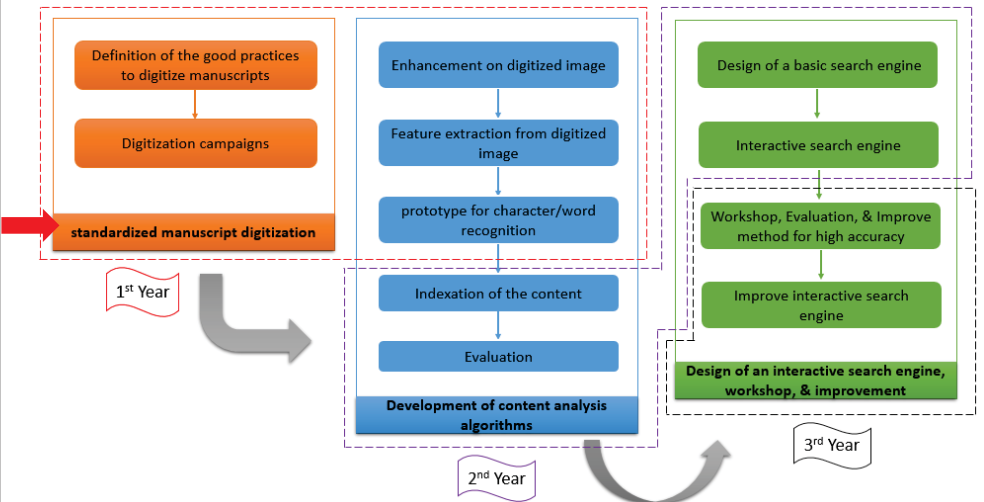 Definition of the good practices
to digitize manuscripts
Digitization campaigns
standardized manuscript digitization
1st Year
Enhancement on digitized image
Feature extraction from digitized
image
prototype for character/word
recognition
Indexation of the content
Evaluation
Development of content analysis
algorithms
2nd Year
Design of a basic search engine
Interactive search engine
Workshop, Evaluation, & Improve
method for high accuracy
Improve interactive search
engine
Design of an interactive search engine,
workshop, & improvement
3rd Year